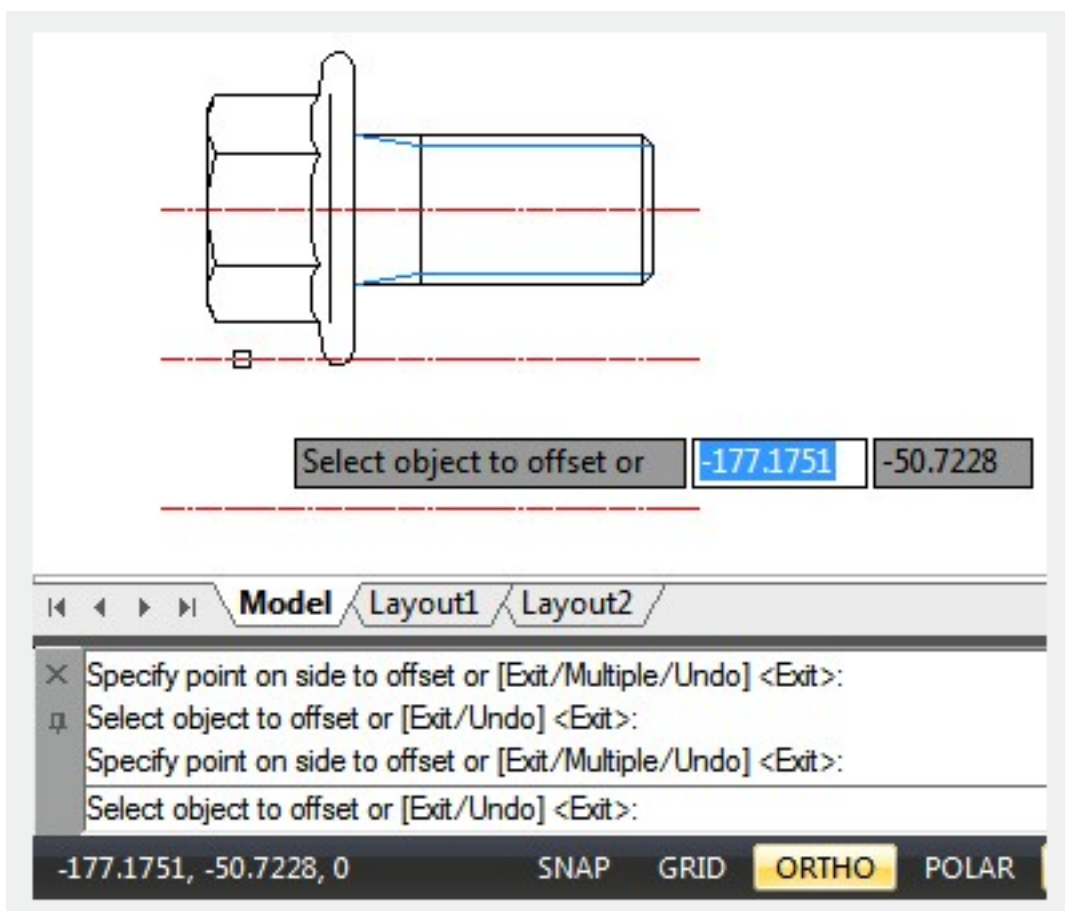 Select object to offset or -177.1751 -50.7228
Model Layout1 Layout2
Specify point on side to offset or [Exit/Multiple/Undo] <Exit>:
Select object to offset or [Exit/Undo] <Exit>:
Specify point on side to offset or [Exit/Multiple/Undo] <Exit>:
Select object to offset or [Exit/Undo] <Exit>:
-177.1751, -50.7228, 0 SNAP GRID ORTHO POLAR